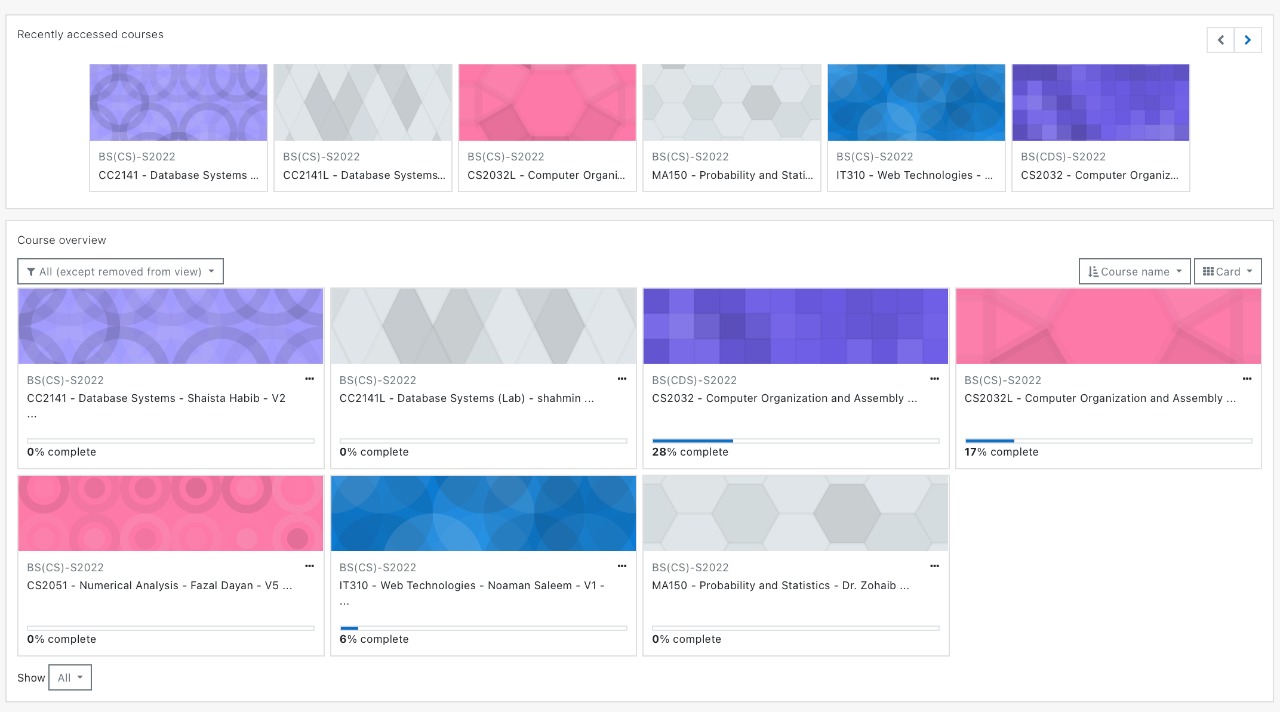 Recently accessed courses
BS(CS)-S2022
CC2141 - Database Systems ...
BS(CS)-S2022
CC2141L - Database Systems...
BS(CS)-S2022
CS2032L - Computer Organi...
BS(CS)-S2022
MA150 - Probability and Stati...
BS(CS)-S2022
IT310 - Web Technologies - ...
BS(CDS)-S2022
CS2032 - Computer Organiz...
Course overview
All (except removed from view)
Course name
Card
BS(CS)-S2022
CC2141 - Database Systems - Shaista Habib - V2
...
0% complete
BS(CS)-S2022
CC2141L - Database Systems (Lab) - shahmin ...
0% complete
BS(CDS)-S2022
CS2032 - Computer Organization and Assembly ...
28% complete
BS(CS)-S2022
CS2032L - Computer Organization and Assembly ...
17% complete
BS(CS)-S2022
CS2051 - Numerical Analysis - Fazal Dayan - V5 ...
0% complete
BS(CS)-S2022
IT310 - Web Technologies - Noaman Saleem - V1 -
...
6% complete
BS(CS)-S2022
MA150 - Probability and Statistics - Dr. Zohaib ...
0% complete
Show All